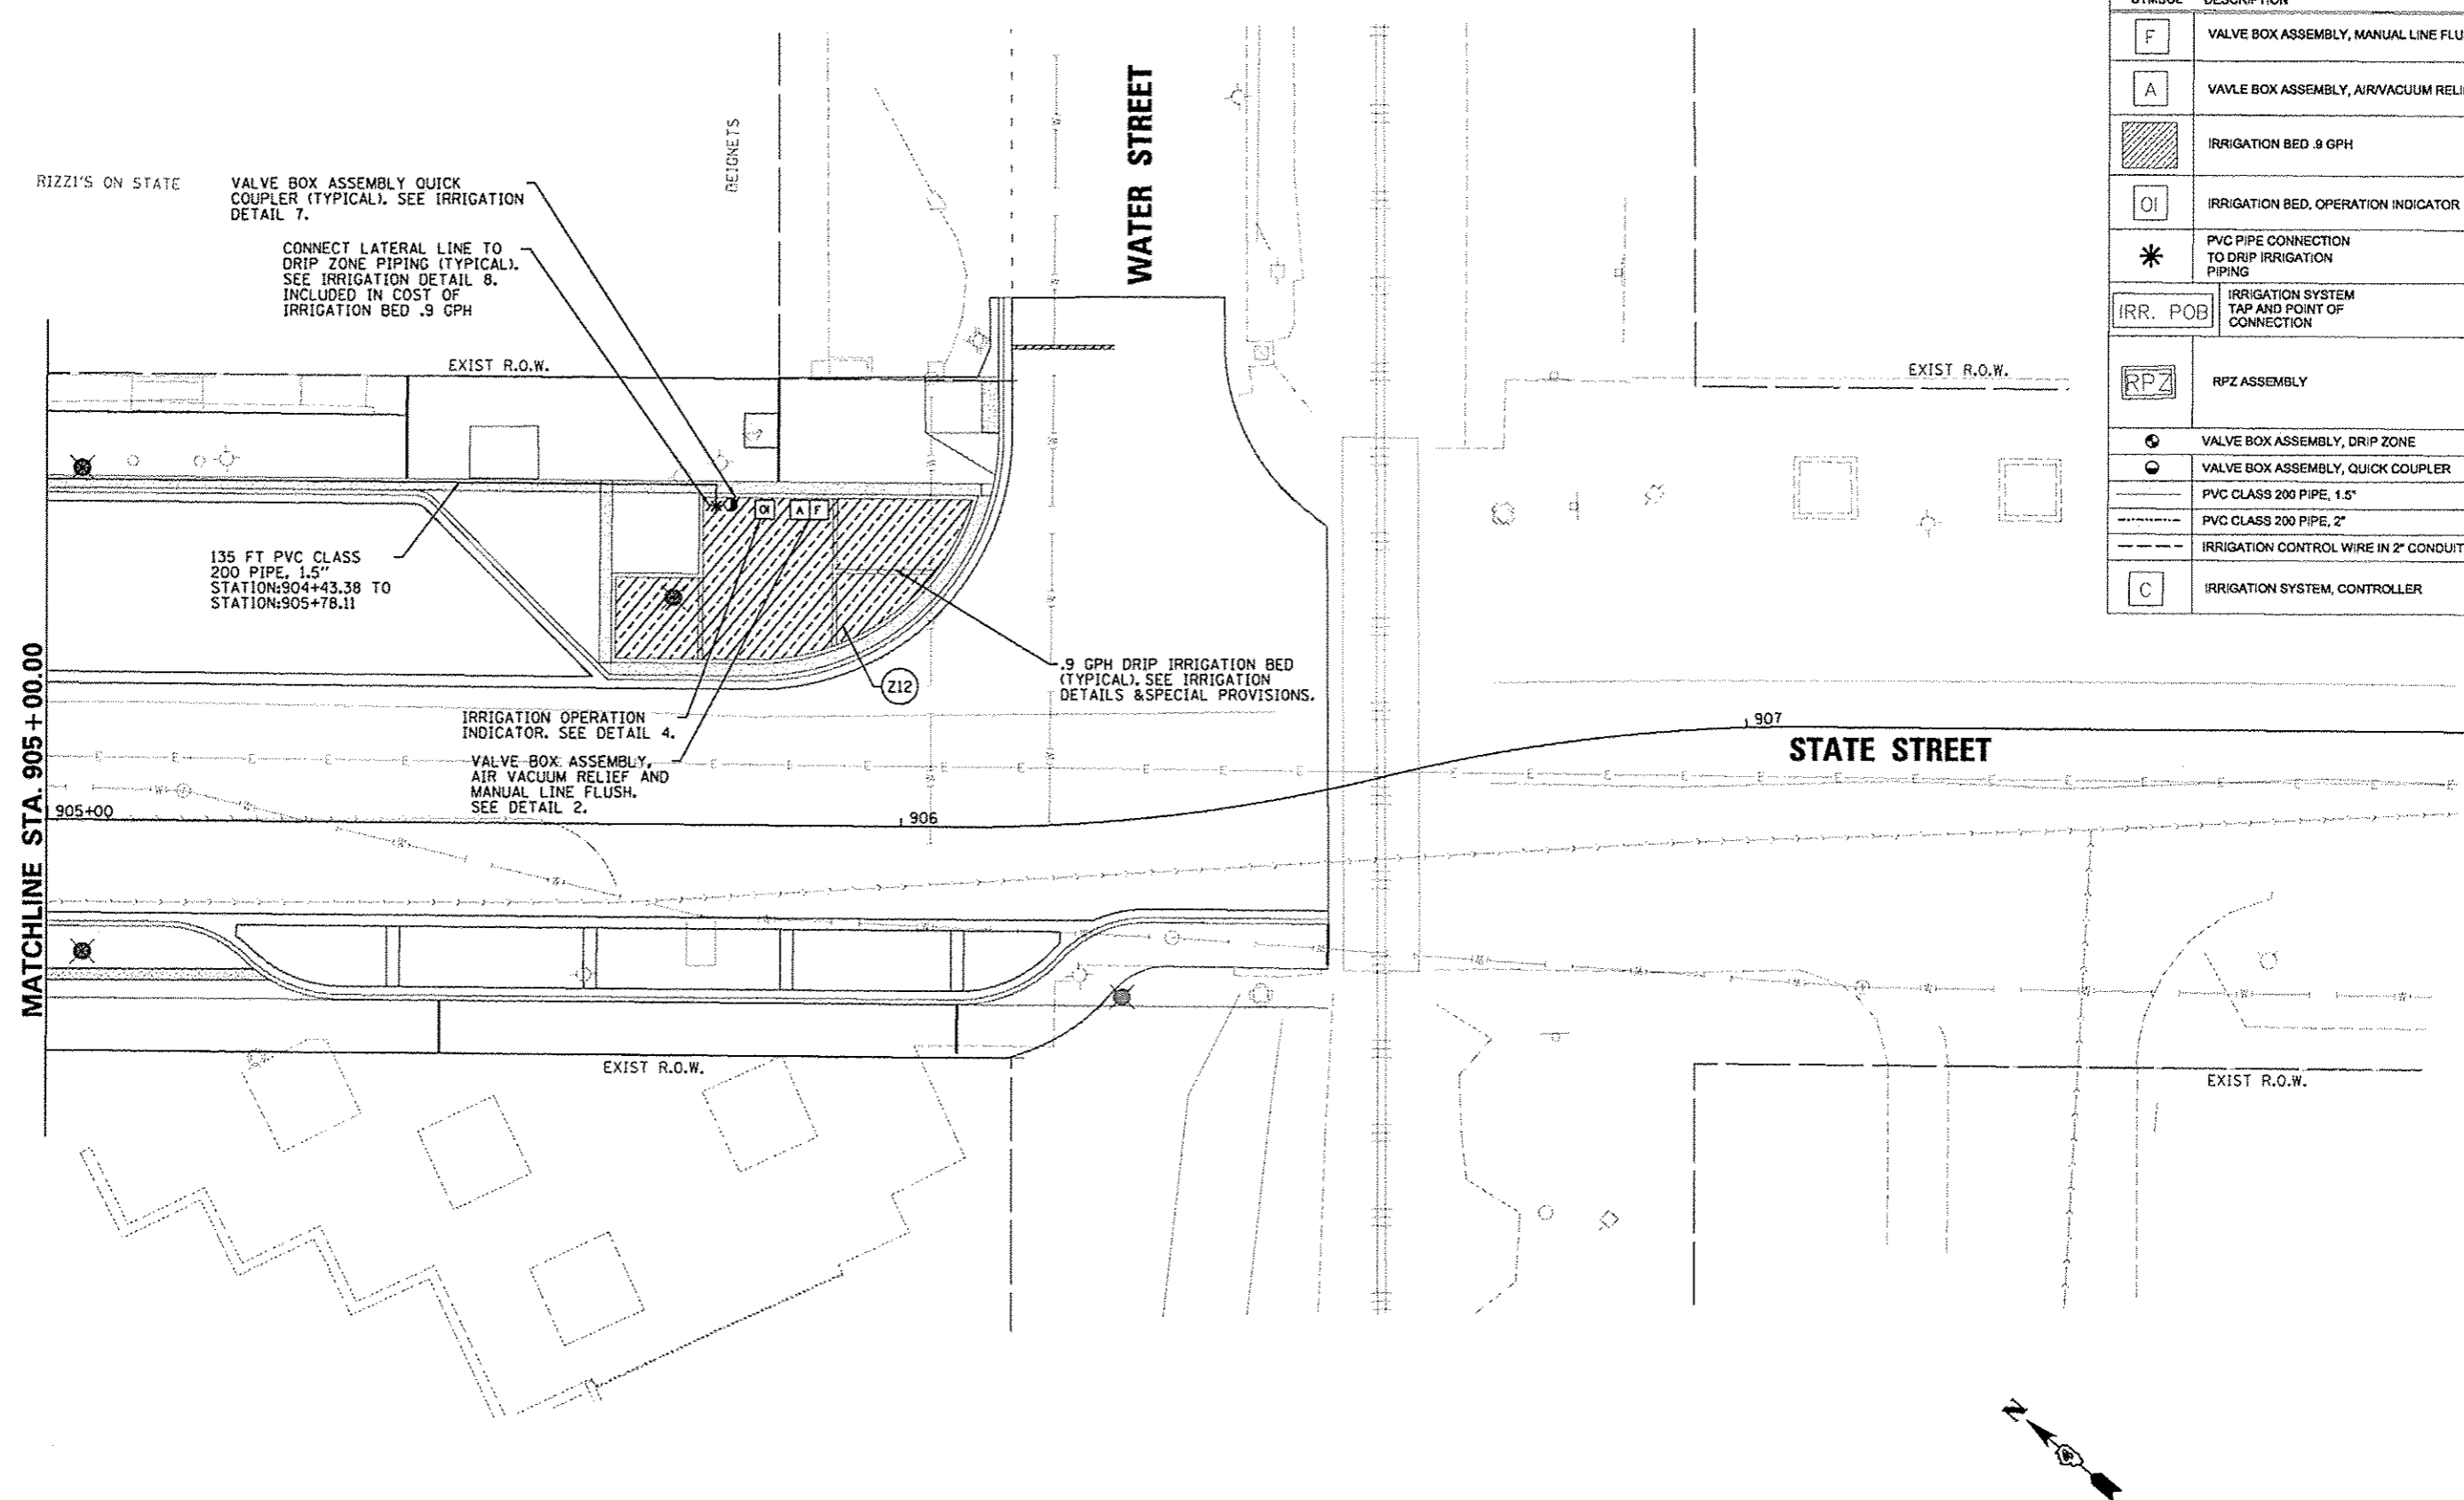 RIZZI'S ON STATE
VALVE BOX ASSEMBLY QUICK
COUPLER (TYPICAL). SEE IRRIGATION
DETAIL 7.
CONNECT LATERAL LINE TO
DRIP ZONE PIPING (TYPICAL).
SEE IRRIGATION DETAIL 8.
INCLUDED IN COST OF
IRRIGATION BED .9 GPH
BEIGNETS
WATER STREET
EXIST R.O.W.
EXIST R.O.W.
OI
A
F
135 FT PVC CLASS
200 PIPE, 1.5"
STATION:904+43.38 TO
STATION:905+78.11
.9 GPH DRIP IRRIGATION BED
(TYPICAL). SEE IRRIGATION
DETAILS &SPECIAL PROVISIONS.
Z12
IRRIGATION OPERATION
INDICATOR. SEE DETAIL 4.
VALVE BOX ASSEMBLY,
AIR VACUUM RELIEF AND
MANUAL LINE FLUSH.
SEE DETAIL 2.
MATCHLINE STA. 905+00.00
905+00
906
907
STATE STREET
EXIST R.O.W.
EXIST R.O.W.
N
SYMBOL DESCRIPTION
F VALVE BOX ASSEMBLY, MANUAL LINE FLU
A VAVLE BOX ASSEMBLY, AIR/VACUUM RELI
IRRIGATION BED .9 GPH
OI IRRIGATION BED, OPERATION INDICATOR
PVC PIPE CONNECTION
TO DRIP IRRIGATION
PIPING
IRR. POB IRRIGATION SYSTEM
TAP AND POINT OF
CONNECTION
RPZ RPZ ASSEMBLY
VALVE BOX ASSEMBLY, DRIP ZONE
VALVE BOX ASSEMBLY, QUICK COUPLER
PVC CLASS 200 PIPE, 1.5"
PVC CLASS 200 PIPE, 2"
IRRIGATION CONTROL WIRE IN 2" CONDUIT
C IRRIGATION SYSTEM, CONTROLLER